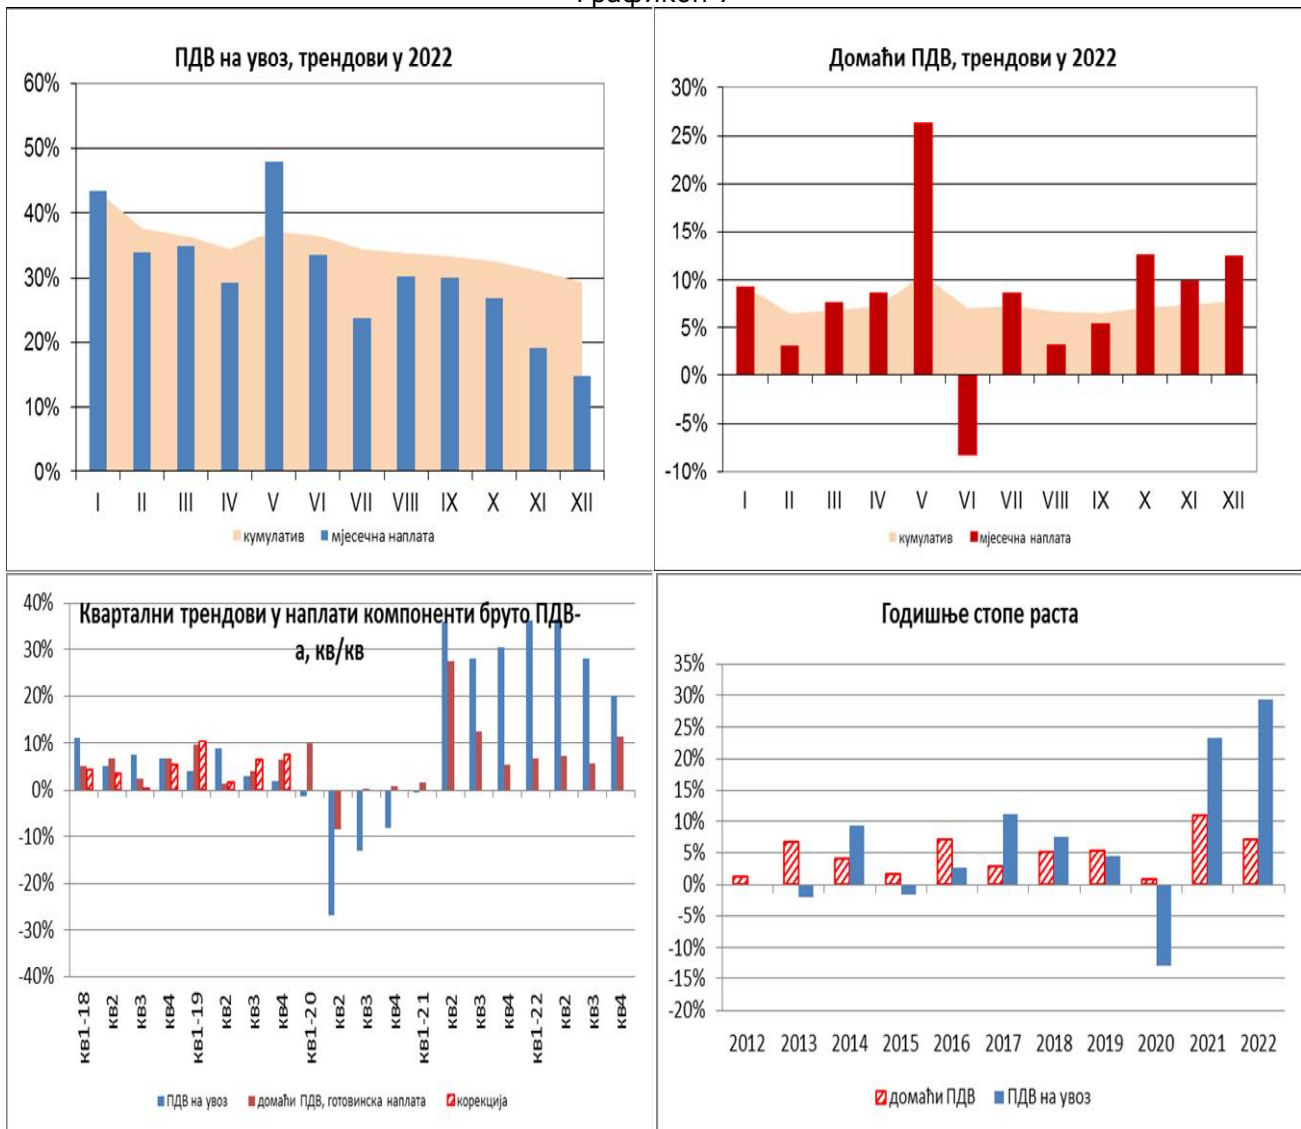 ПДВ на увоз, трендови у 2022
60%
50%
40%
30%
20%
10%
0%
I II III IV V VI VII VIII IX X XI XII
кумулатив мјесечна наплата
Домаћи ПДВ, трендови у 2022
30%
25%
20%
15%
10%
5%
0%
-5%
-10%
I II III IV V VI VII VIII IX X XI XII
кумулатив мјесечна наплата
Квартални трендови у наплати компоненти бруто ПДВ-
а, кв/кв
40%
30%
20%
10%
0%
-10%
-20%
-30%
-40%
кв1-18 кв2 кв3 кв4 кв1-19 кв2 кв3 кв4 кв1-20 кв2 кв3 кв4 кв1-21 кв2 кв3 кв4 кв1-22 кв2 кв3 кв4
ПДВ на увоз домаћи ПДВ, готовинска наплата корекција
Годишње стопе раста
35%
30%
25%
20%
15%
10%
5%
0%
-5%
-10%
-15%
-20%
2012 2013 2014 2015 2016 2017 2018 2019 2020 2021 2022
домаћи ПДВ ПДВ на увоз